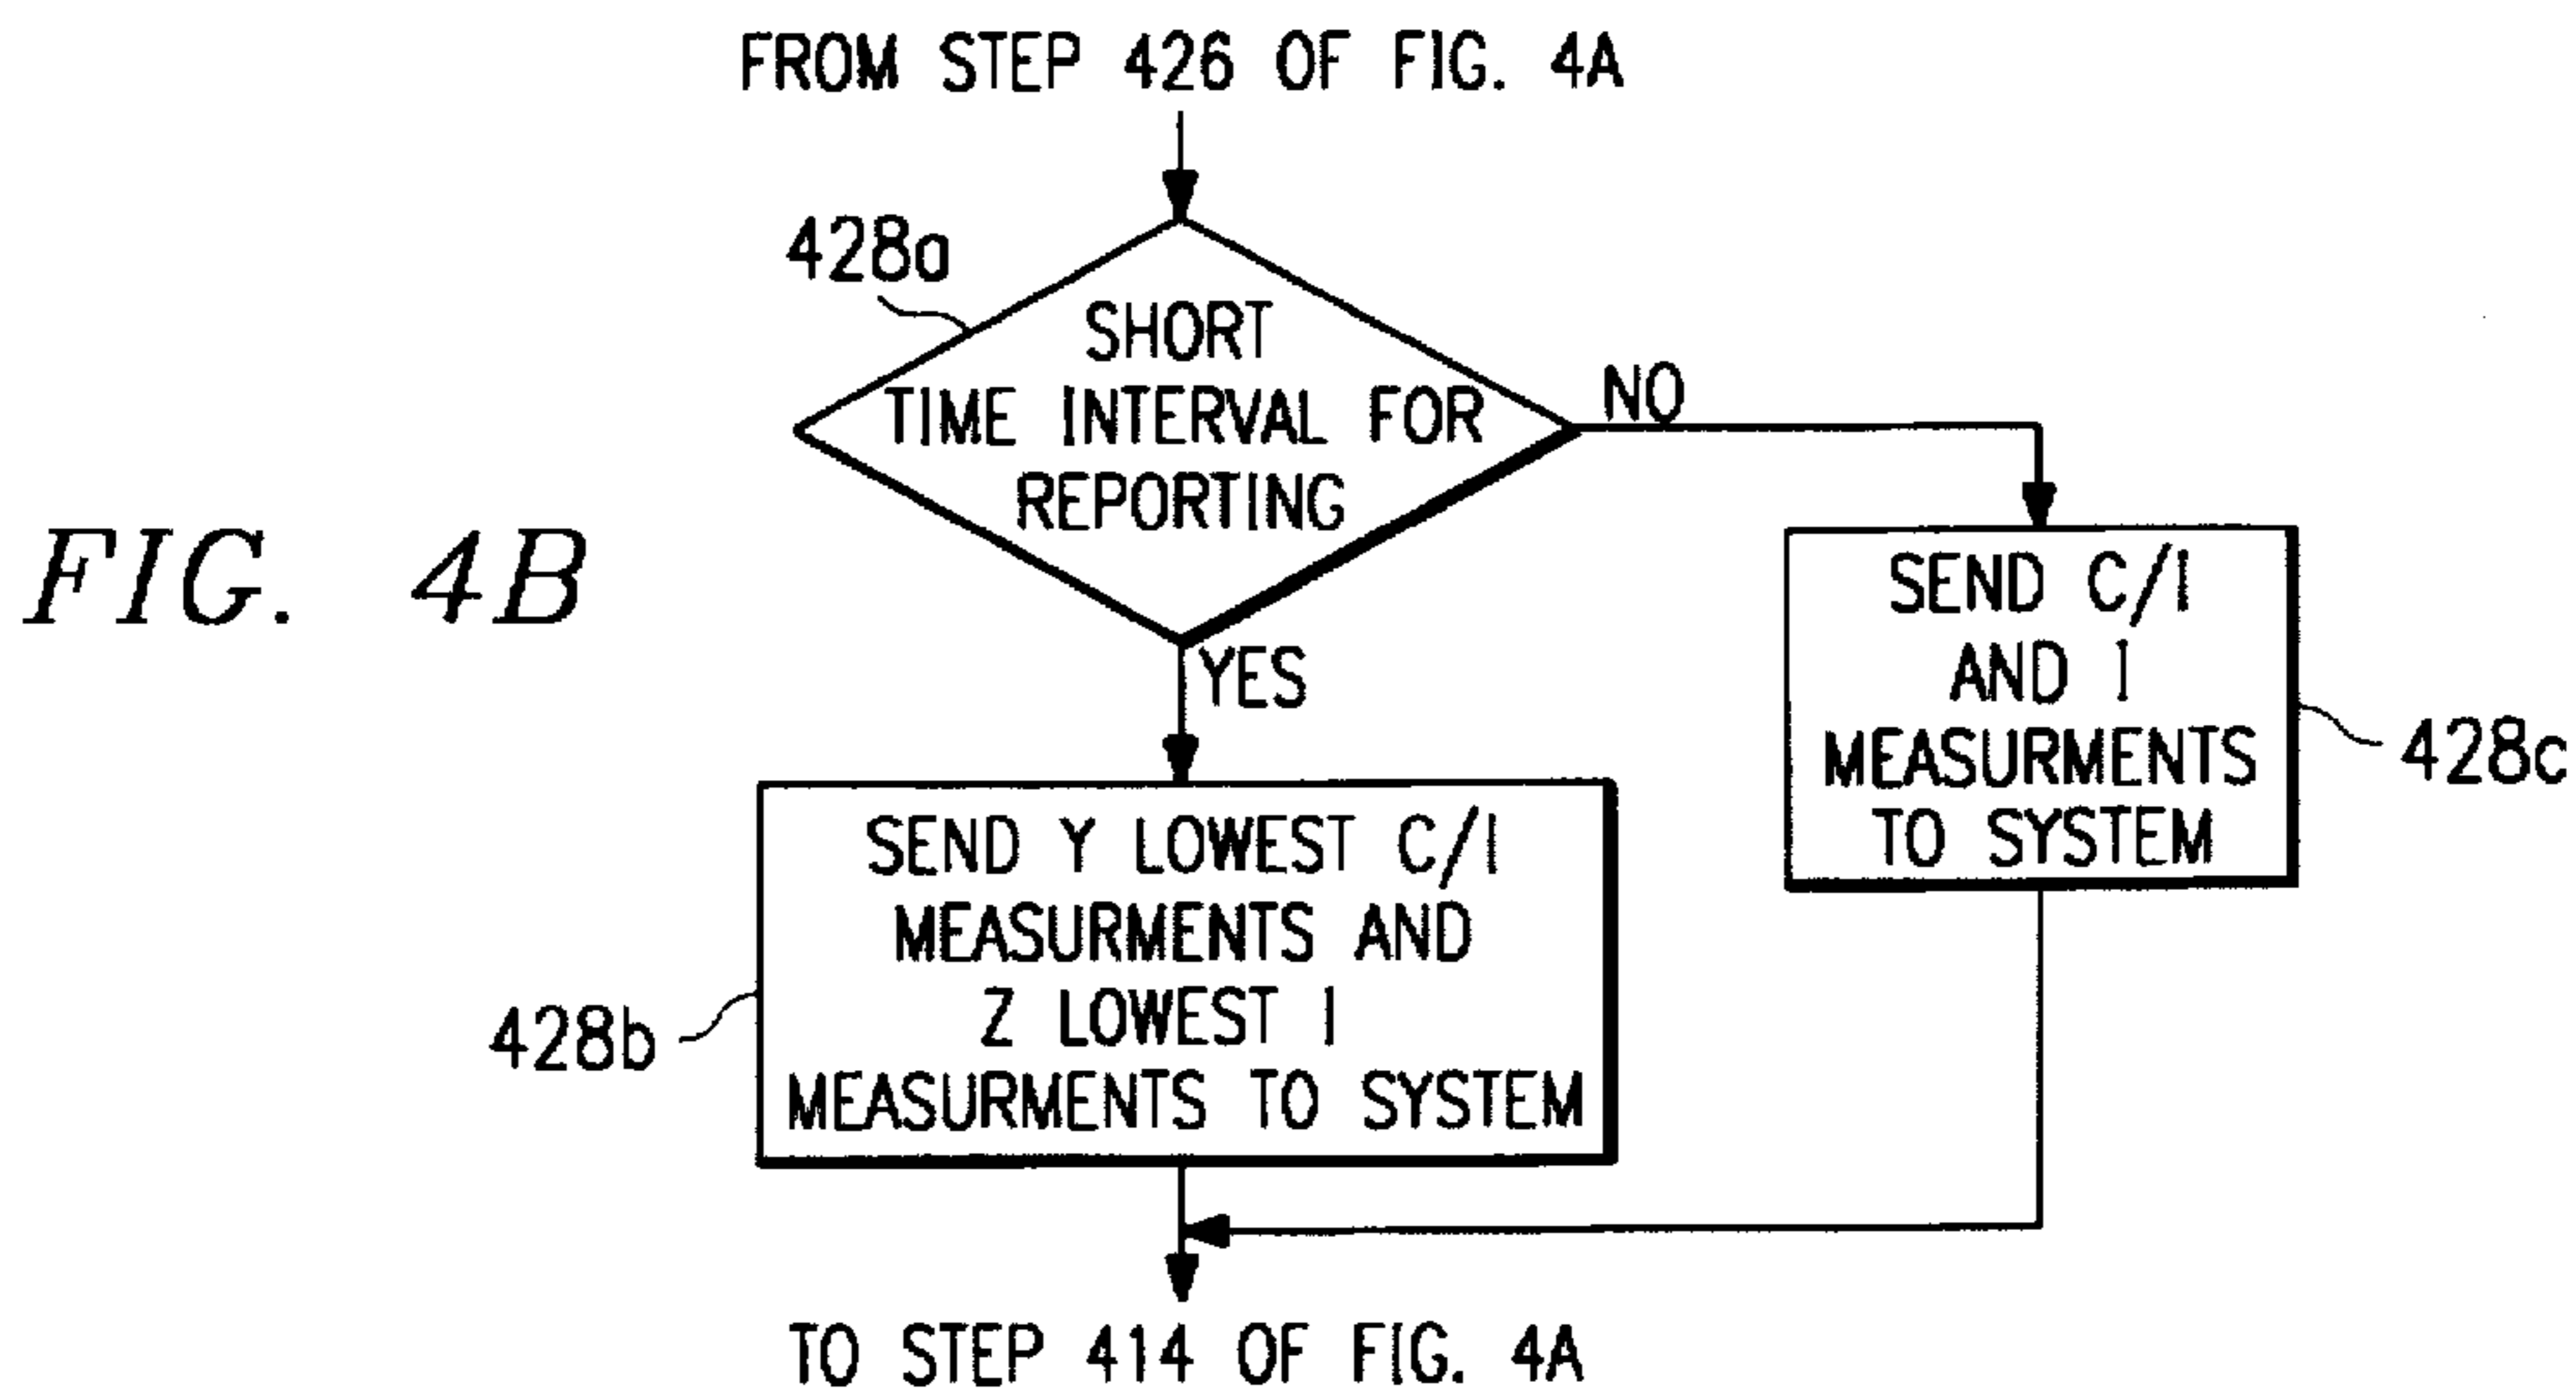 FROM STEP 426 OF FIG. 4A
428a
SHORT
TIME INTERVAL FOR
REPORTING
NO
YES
FIG. 4B
SEND C/I
AND I
MEASURMENTS
TO SYSTEM
428c
SEND Y LOWEST C/I
MEASURMENTS AND
Z LOWEST I
MEASURMENTS TO SYSTEM
428b
TO STEP 414 OF FIG. 4A